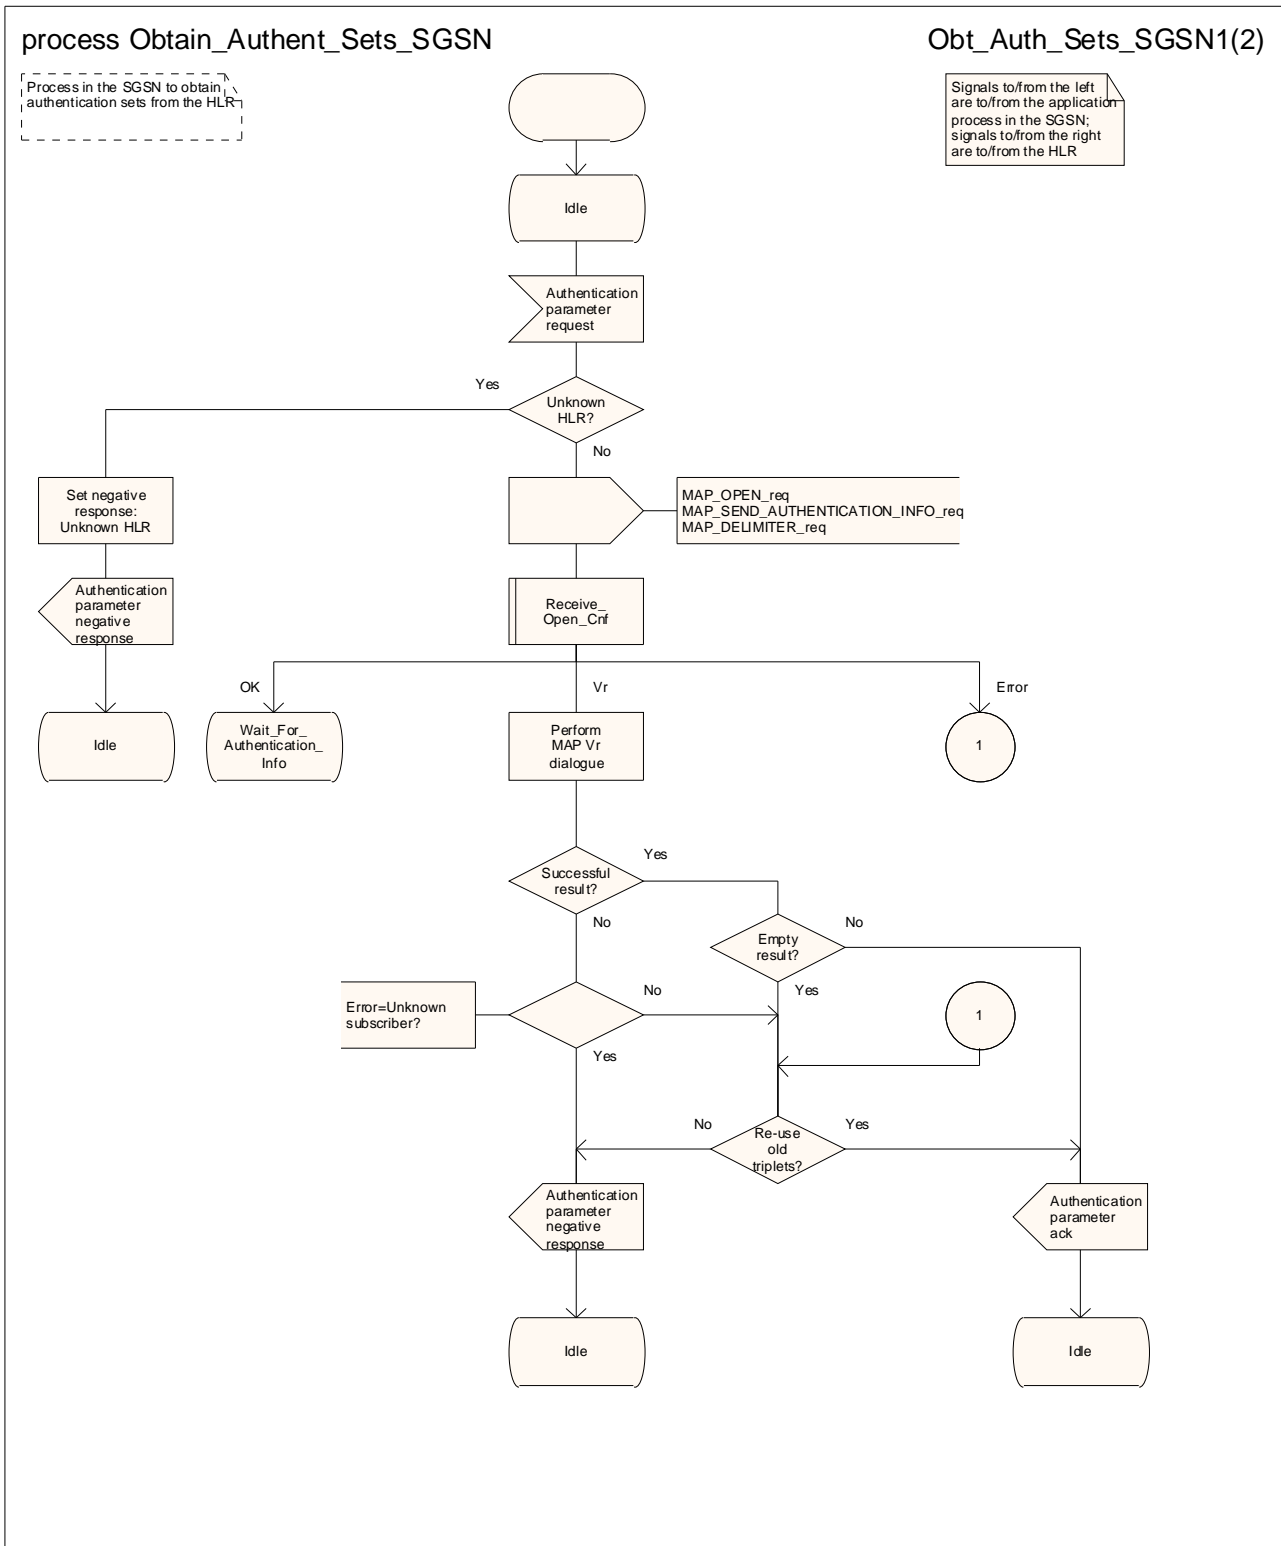 process Obtain_Authent_Sets_SGSN
Obt_Auth_Sets_SGSN1(2)
Process in the SGSN to obtain
authentication sets from the HLR
Signals to/from the left
are to/from the application
process in the SGSN;
signals to/from the right
are to/from the HLR
Idle
Authentication
parameter
request
Yes
Unknown
HLR?
No
Set negative
response:
Unknown HLR
MAP_OPEN_req
MAP_SEND_AUTHENTICATION_INFO_req
MAP_DELIMITER_req
Authentication
parameter
negative
response
Receive_
Open_Cnf
OK
Vr
Error
Idle
Wait_For_
Authentication_
Info
Perform
MAP Vr
dialogue
1
Successful
result?
Yes
No
Empty
result?
No
Yes
Error=Unknown
subscriber?
No
Yes
1
No
Re-use
old
triplets?
Yes
Authentication
parameter
negative
response
Authentication
parameter
ack
Idle
Idle